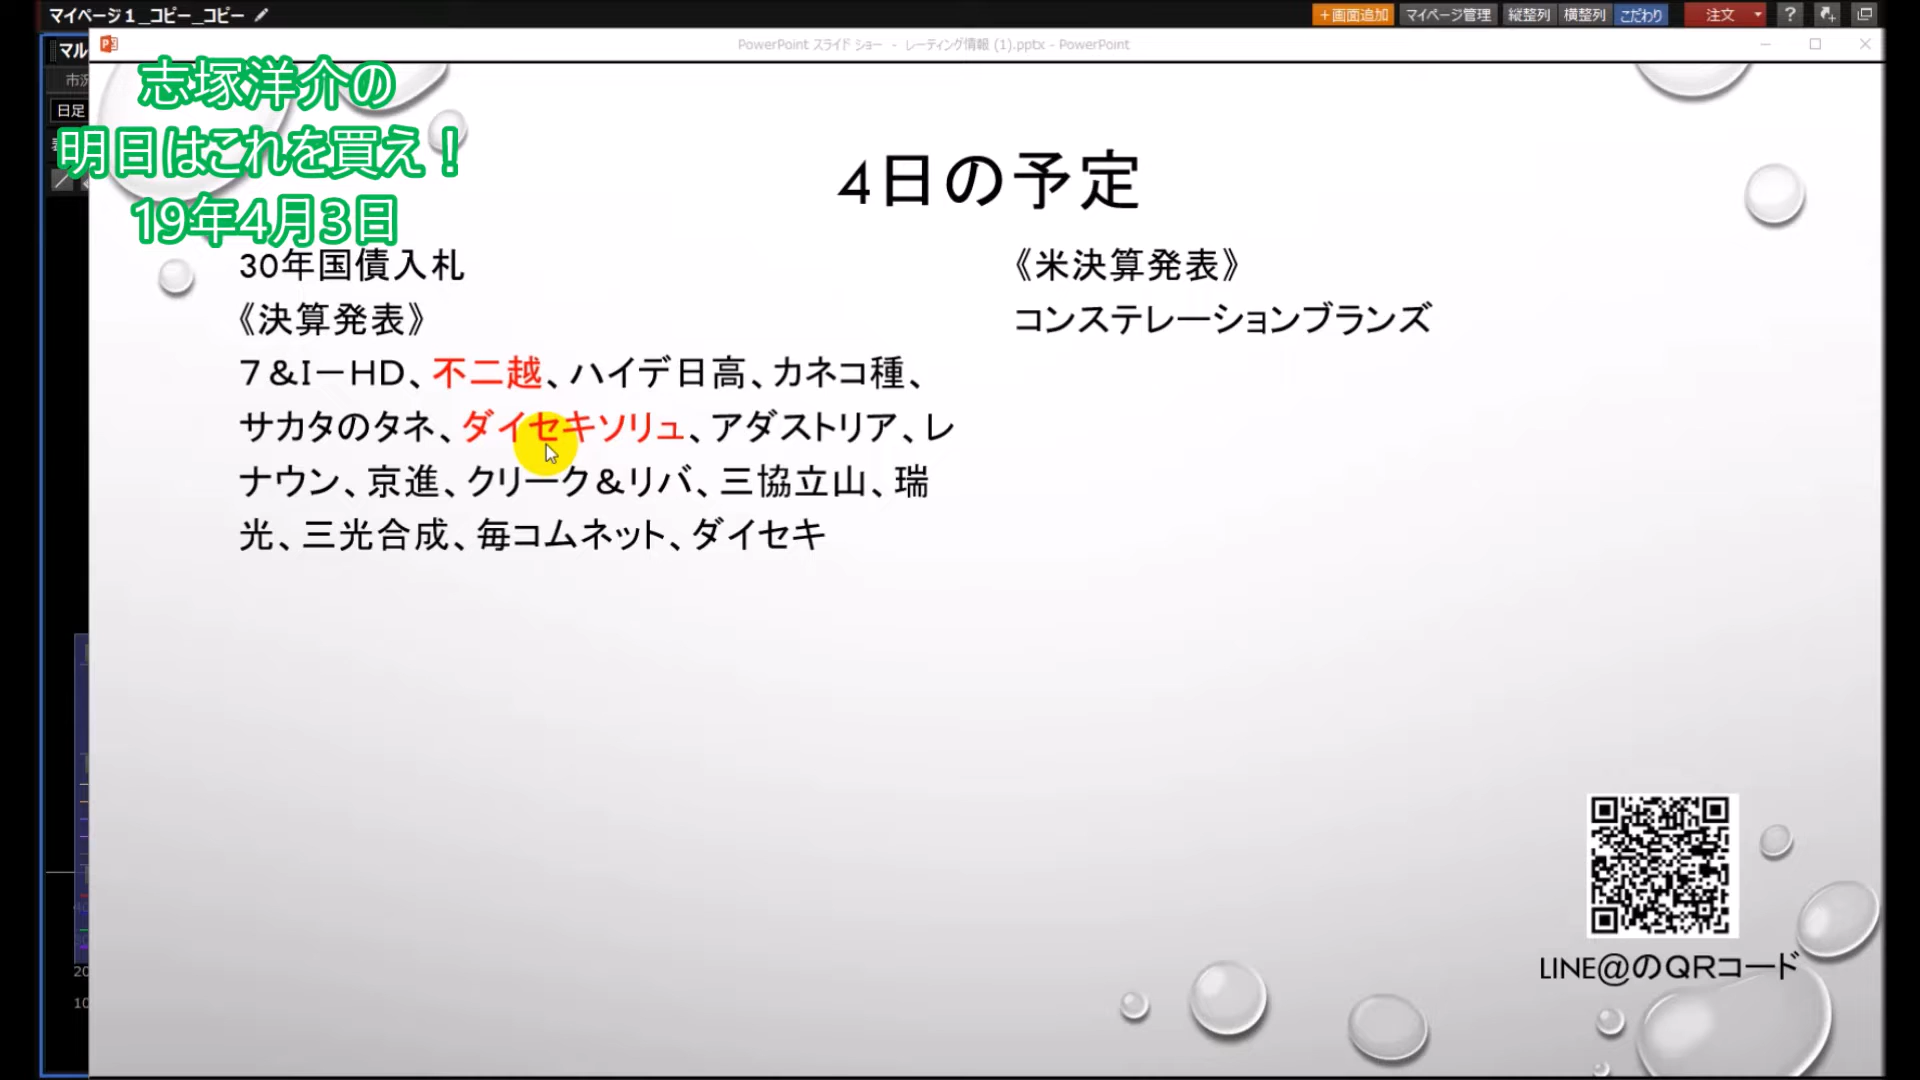 マイページ１_コピー_コピー
＋画面追加 マイページ管理 縦整列 横整列 こだわり 注文 ?
PowerPoint スライド ショー - レーティング情報 (1).pptx - PowerPoint
マル
市況
日足
志塚洋介の
明日はこれを買え！
19年4月3日
4日の予定
30年国債入札
《決算発表》
７＆Ｉ－ＨＤ、不二越、ハイデ日高、カネコ種、
サカタのタネ、ダイセキソリュ、アダストリア、レ
ナウン、京進、クリーク＆リバ、三協立山、瑞
光、三光合成、毎コムネット、ダイセキ
《米決算発表》
コンステレーションブランズ
20
10
LINE@のQRコード